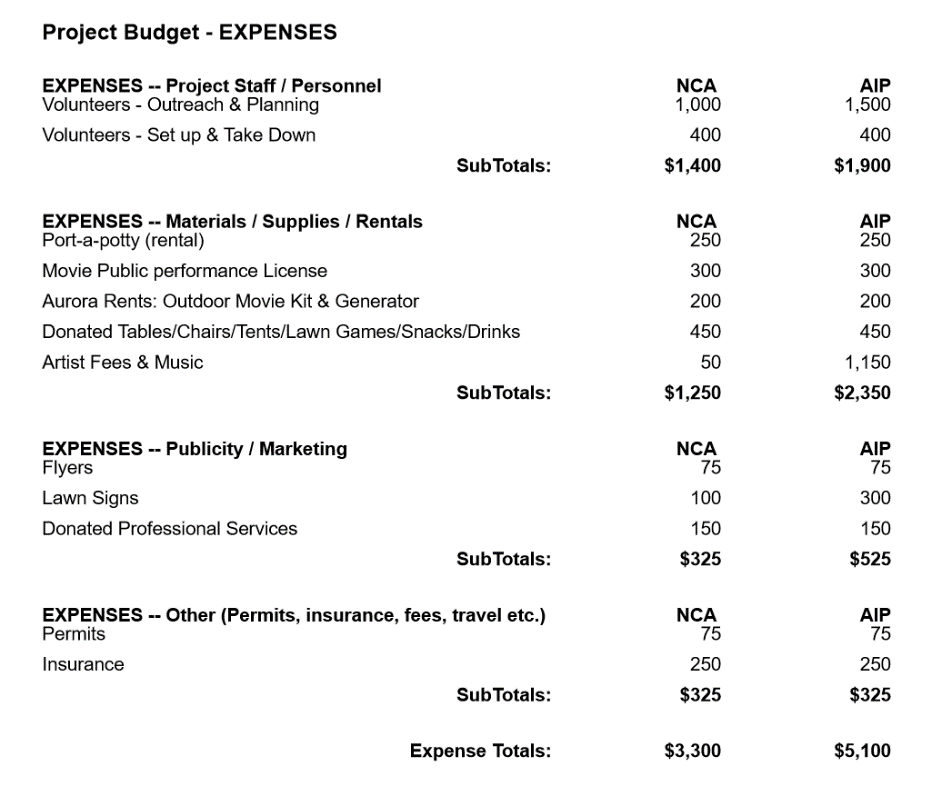 Project Budget - EXPENSES
EXPENSES -- Project Staff / Personnel NCA AIP
Volunteers - Outreach & Planning 1,000 1,500
Volunteers - Set up & Take Down 400 400
SubTotals: $1,400 $1,900
EXPENSES -- Materials / Supplies / Rentals NCA AIP
Port-a-potty (rental) 250 250
Movie Public performance License 300 300
Aurora Rents: Outdoor Movie Kit & Generator 200 200
Donated Tables/Chairs/Tents/Lawn Games/Snacks/Drinks 450 450
Artist Fees & Music 50 1,150
SubTotals: $1,250 $2,350
EXPENSES -- Publicity / Marketing NCA AIP
Flyers 75 75
Lawn Signs 100 300
Donated Professional Services 150 150
SubTotals: $325 $525
EXPENSES -- Other (Permits, insurance, fees, travel etc.) NCA AIP
Permits 75 75
Insurance 250 250
SubTotals: $325 $325
Expense Totals: $3,300 $5,100